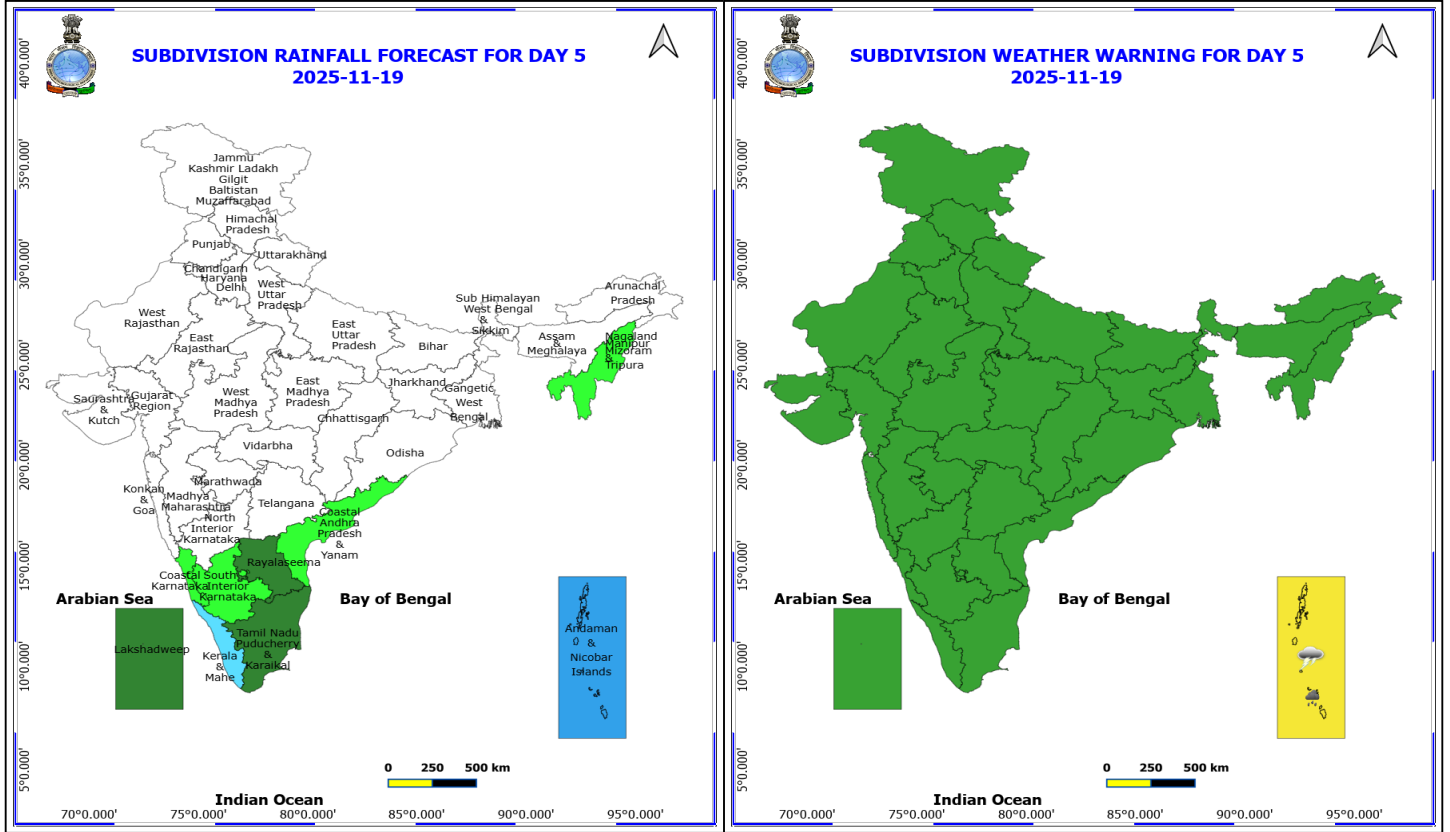 SUBDIVISION RAINFALL FORECAST FOR DAY 5
2025-11-19
40°0.000'
35°0.000'
30°0.000'
25°0.000'
20°0.000'
15°0.000'
10°0.000'
5°0.000'
Jammu
Kashmir Ladakh
Gilgit
Baltistan
Muzaffarabad
Himachal
Pradesh
Punjab
Uttarakhand
Chandigarh
Haryana
Delhi
West
Uttar
Pradesh
Arunachal
Pradesh
Sub Himalayan
West Bengal
&
Sikkim
West
Rajasthan
East
Rajasthan
East
Uttar
Pradesh
Bihar
Assam
&
Meghalaya
Nagaland
Manipur
Mizoram
&
Tripura
Saurashtra
&
Kutch
Gujarat
Region
West
Madhya
Pradesh
East
Madhya
Pradesh
Jharkhand
Gangetic
West
Bengal
Chhattisgarh
Vidarbha
Odisha
Konkan
&
Goa
Madhya
Maharashtra
Marathwada
Telangana
North
Interior
Karnataka
Coastal
Andhra
Pradesh
&
Yanam
Rayalaseema
Coastal
Karnataka
South
Interior
Karnataka
Arabian Sea
Bay of Bengal
Lakshadweep
Kerala
&
Mahe
Tamil Nadu
Puducherry
&
Karaikal
Andaman
&
Nicobar
Islands
0 250 500 km
Indian Ocean
70°0.000' 75°0.000' 80°0.000' 85°0.000' 90°0.000' 95°0.000'
SUBDIVISION WEATHER WARNING FOR DAY 5
2025-11-19
40°0.000'
35°0.000'
30°0.000'
25°0.000'
20°0.000'
15°0.000'
10°0.000'
5°0.000'
Arabian Sea
Bay of Bengal
0 250 500 km
Indian Ocean
70°0.000' 75°0.000' 80°0.000' 85°0.000' 90°0.000' 95°0.000'